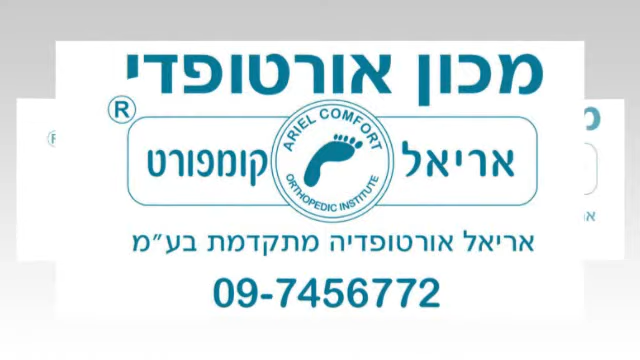 מכון אורטופדי
®
אריאל קומפורט
ARIEL COMFORT
ORTHOPEDIC INSTITUTE
אריאל אורטופדיה מתקדמת בע״מ
09-7456772